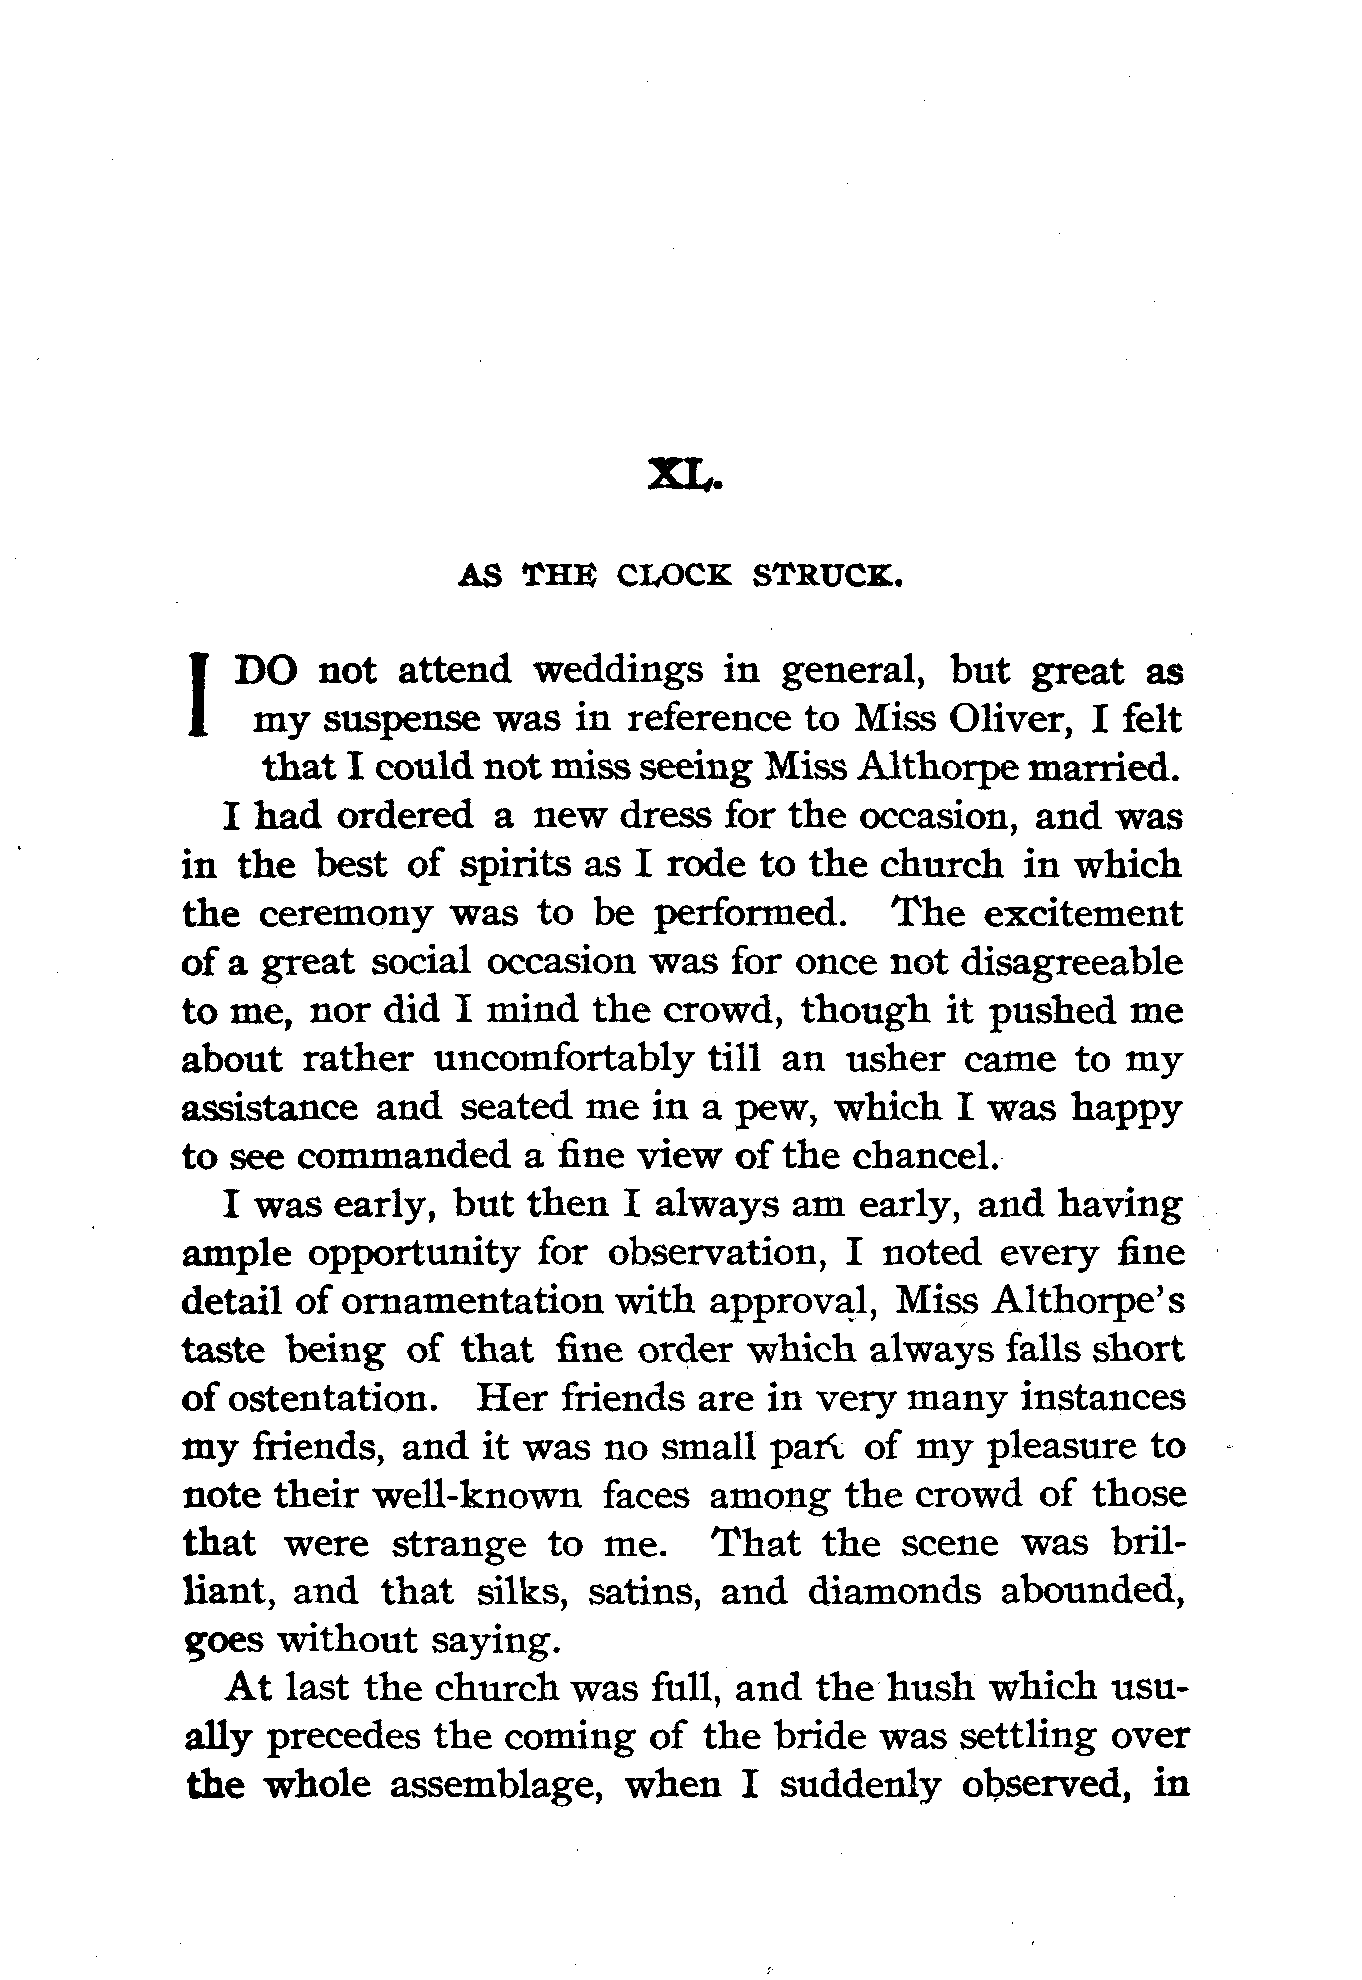 XL.
AS THE CLOCK STRUCK.
I DO not attend weddings in general, but great as
my suspense was in reference to Miss Oliver, I felt
that I could not miss seeing Miss Althorpe married.
I had ordered a new dress for the occasion, and was
in the best of spirits as I rode to the church in which
the ceremony was to be performed. The excitement
of a great social occasion was for once not disagreeable
to me, nor did I mind the crowd, though it pushed me
about rather uncomfortably till an usher came to my
assistance and seated me in a pew, which I was happy
to see commanded a fine view of the chancel.
I was early, but then I always am early, and having
ample opportunity for observation, I noted every fine
detail of ornamentation with approval, Miss Althorpe's
taste being of that fine order which always falls short
of ostentation. Her friends are in very many instances
my friends, and it was no small part of my pleasure to
note their well-known faces among the crowd of those
that were strange to me. That the scene was bril-
liant, and that silks, satins, and diamonds abounded,
goes without saying.
At last the church was full, and the hush which usu-
ally precedes the coming of the bride was settling over
the whole assemblage, when I suddenly observed, in